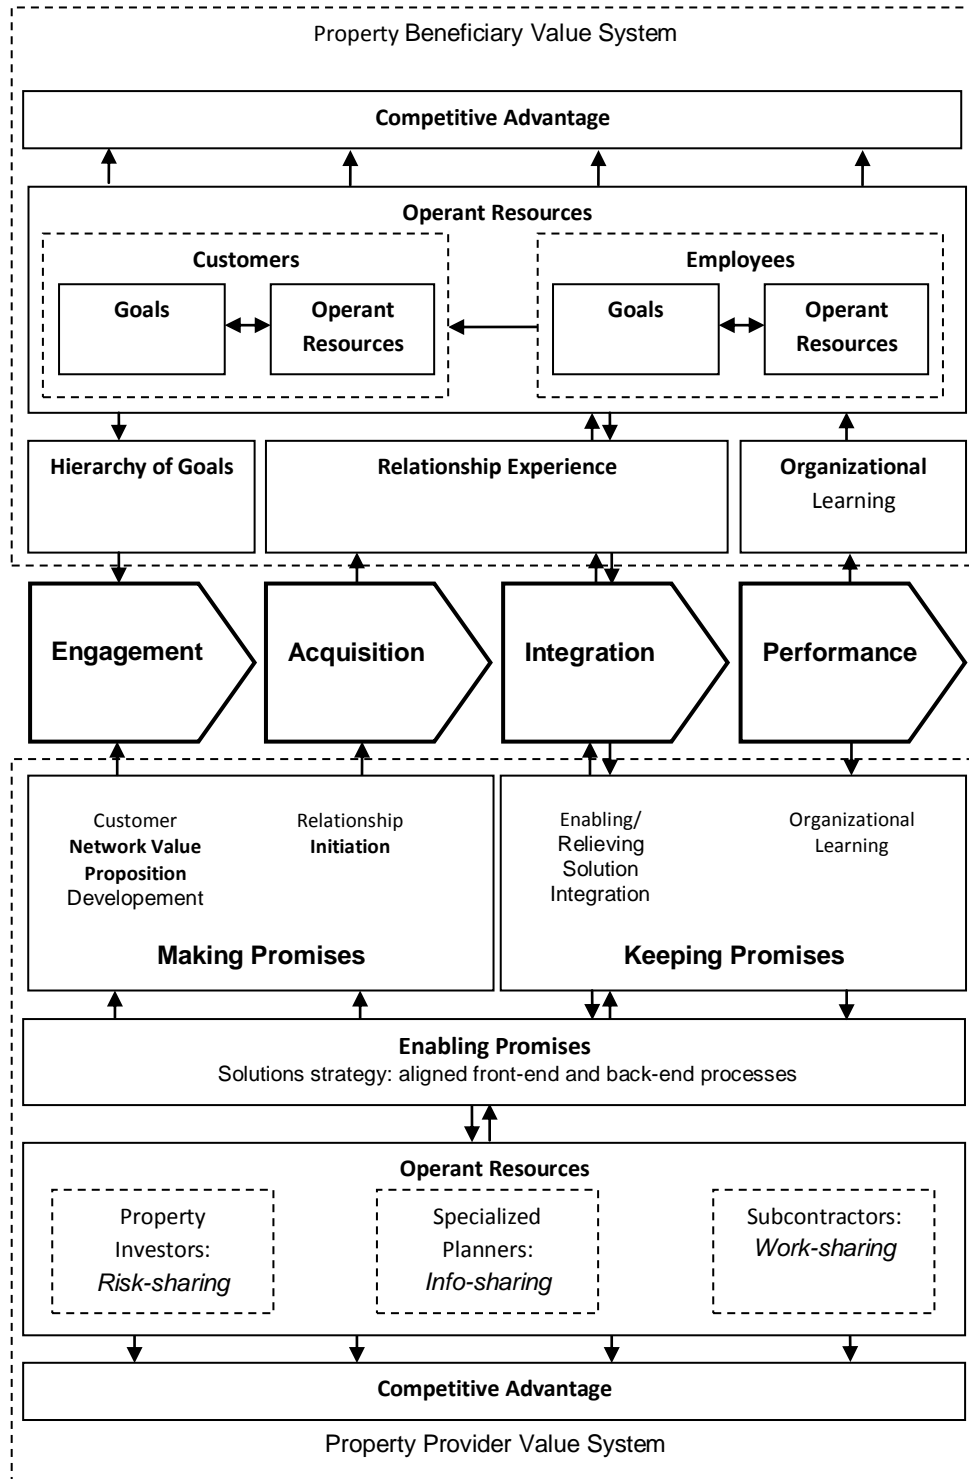 Property Beneficiary Value System
Competitive Advantage
Operant Resources
Customers
Goals
Operant
Resources
Employees
Goals
Operant
Resources
Hierarchy of Goals
Relationship Experience
Organizational
Learning
Engagement
Acquisition
Integration
Performance
Customer
Network Value
Proposition
Developement
Relationship
Initiation
Making Promises
Enabling/
Relieving
Solution
Integration
Organizational
Learning
Keeping Promises
Enabling Promises
Solutions strategy: aligned front-end and back-end processes
Operant Resources
Property
Investors:
Risk-sharing
Specialized
Planners:
Info-sharing
Subcontractors:
Work-sharing
Competitive Advantage
Property Provider Value System